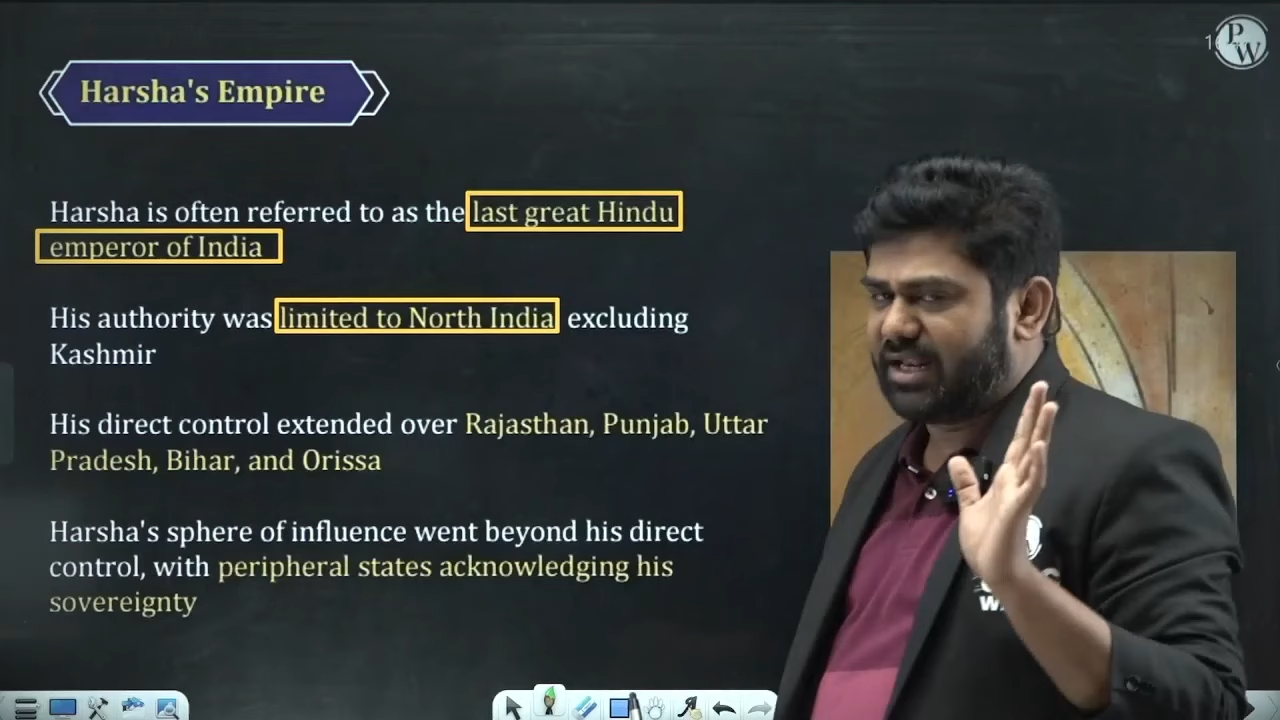 Harsha's Empire
PW
Harsha is often referred to as the last great Hindu
emperor of India
His authority was limited to North India excluding
Kashmir
His direct control extended over Rajasthan, Punjab, Uttar
Pradesh, Bihar, and Orissa
Harsha's sphere of influence went beyond his direct
control, with peripheral states acknowledging his
sovereignty